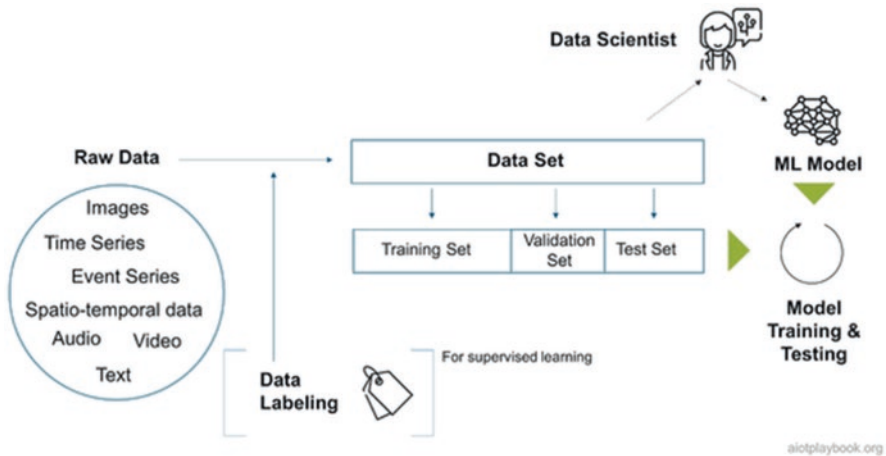 Data Scientist
ML Model
Raw Data
Data Set
Images
Time Series
Event Series
Spatio-temporal data
Audio Video
Text
Training Set
Validation
Set
Test Set
Model
Training &
Testing
For supervised learning
Data
Labeling
aiotplaybook.org